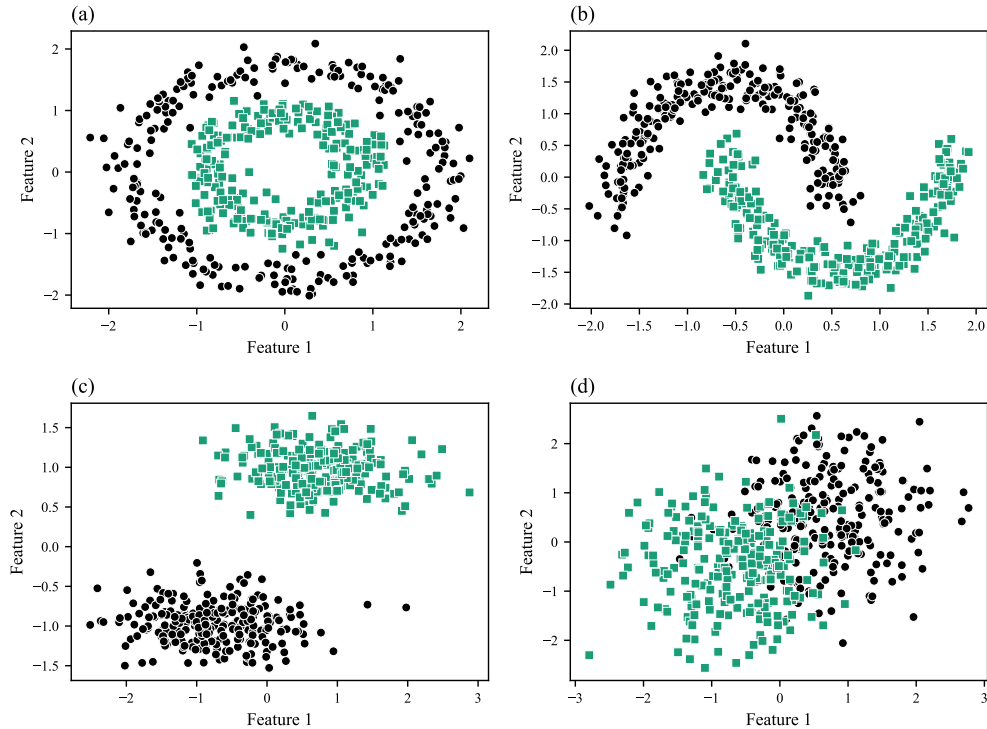 (a)
2
1
0
−1
−2
Feature 2
−2 −1 0 1 2
Feature 1
(b)
2.0
1.5
1.0
0.5
0.0
−0.5
−1.0
−1.5
−2.0
Feature 2
−2.0 −1.5 −1.0 −0.5 0.0 0.5 1.0 1.5 2.0
Feature 1
(c)
1.5
1.0
0.5
0.0
−0.5
−1.0
−1.5
Feature 2
−2 −1 0 1 2 3
Feature 1
(d)
2
1
0
−1
−2
Feature 2
−3 −2 −1 0 1 2 3
Feature 1